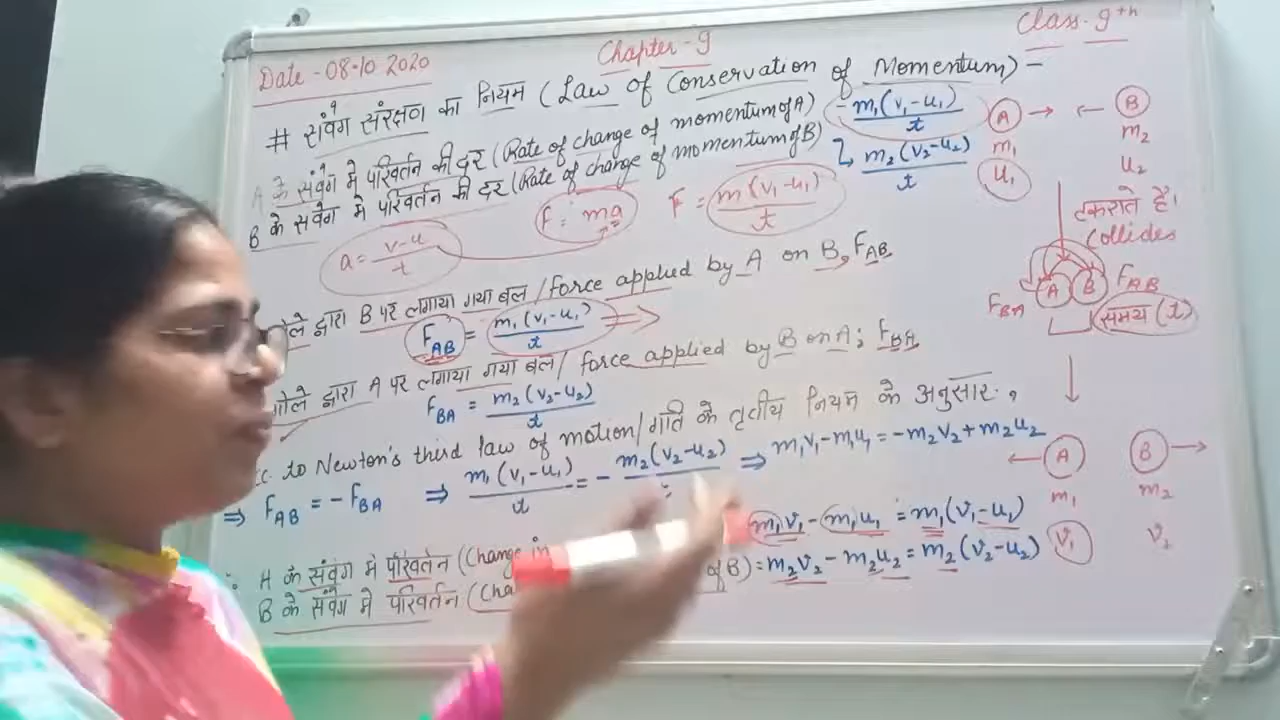 Class-9th
Chapter-9
Date-08-10 2020
# संवेग संरक्षण का नियम (Law of Conservation of Momentum) =
A के संवेग मे परिवर्तन की दर (Rate of change of momentum of A) - m₁(v₁-u₁)/t
B के संवेग मे परिवर्तन की दर (Rate of change of momentum of B) m₂(v₂-u₂)/t
F = ma F = m(v₁-u₁)/t
a = v-u/t
गोले द्वारा B पर लगाया गया बल/force applied by A on B, F_AB
F_AB = m₁(v₁-u₁)/t ⇒
गोले द्वारा A पर लगाया गया बल/force applied by B on A; F_BA
F_BA = m₂(v₂-u₂)/t
to Newton's third law of motion/गति के तृतीय नियम के अनुसार,
⇒ F_AB = -F_BA ⇒ m₁(v₁-u₁)/t = - m₂(v₂-u₂) ⇒ m₁v₁-m₁u₁ = -m₂v₂+m₂u₂
A के संवेग मे परिवर्तन (Change in m₁v₁ - m₁u₁ = m₁(v₁-u₁)
B के संवेग मे परिवर्तन (Cha of B) = m₂v₂ - m₂u₂ = m₂(v₂-u₂)
A → ← B
m₁ m₂
u₁ u₂
टकराते है।
Collides
F_BA A B F_AB
समय (t)
← A B →
m₁ m₂
v₁ v₂